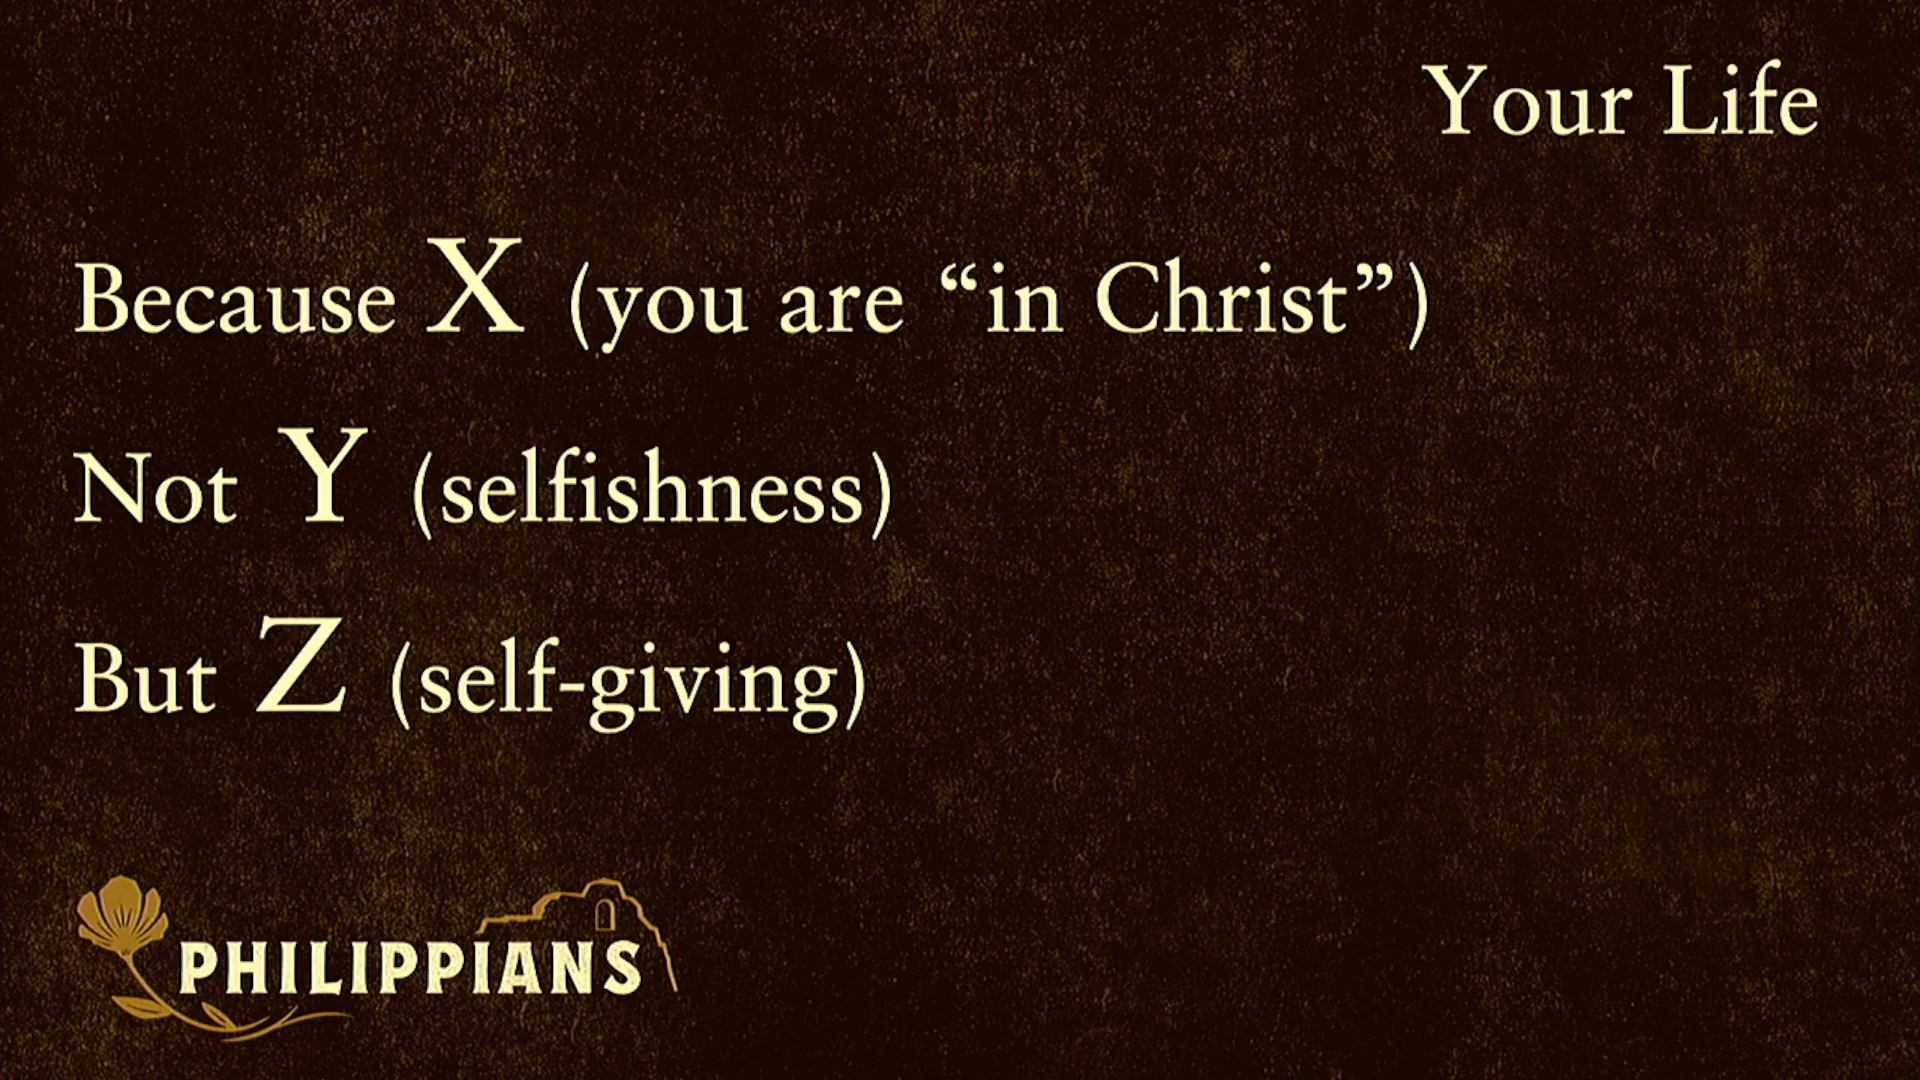 Your Life
Because X (you are “in Christ”)
Not Y (selfishness)
But Z (self-giving)
PHILIPPIANS